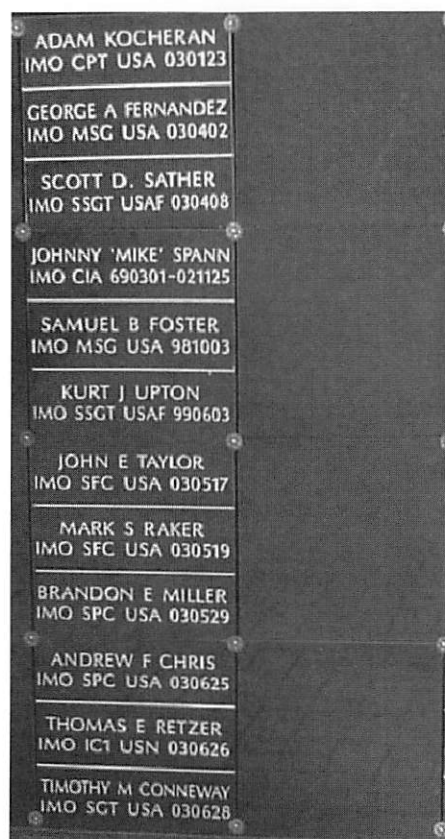 ADAM KOCHERAN
IMO CPT USA 030123
GEORGE A FERNANDEZ
IMO MSG USA 030402
SCOTT D. SATHER
IMO SSGT USAF 030408
JOHNNY 'MIKE' SPANN
IMO CIA 690301-021125
SAMUEL B FOSTER
IMO MSG USA 981003
KURT J UPTON
IMO SSGT USAF 990603
JOHN E TAYLOR
IMO SFC USA 030517
MARK S RAKER
IMO SFC USA 030519
BRANDON E MILLER
IMO SPC USA 030529
ANDREW F CHRIS
IMO SPC USA 030625
THOMAS E RETZER
IMO IC1 USN 030626
TIMOTHY M CONNEWAY
IMO SGT USA 030628